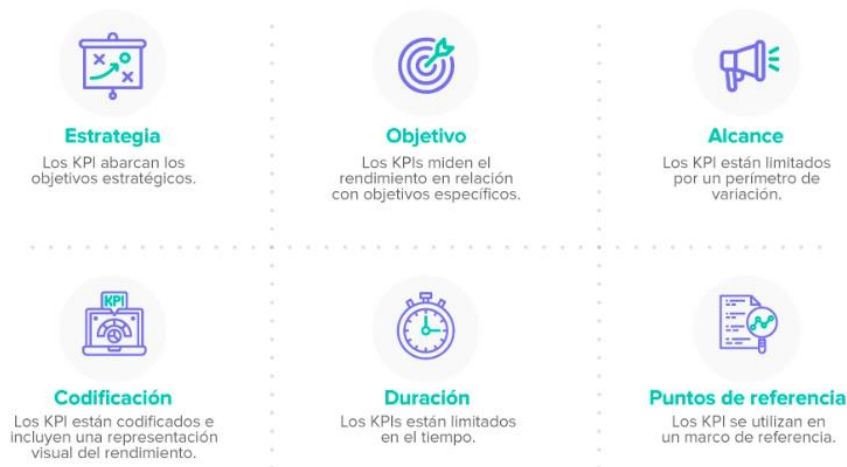 Estrategia
Los KPI abarcan los
objetivos estratégicos.
Objetivo
Los KPIs miden el
rendimiento en relación
con objetivos específicos.
Alcance
Los KPI están limitados
por un perímetro de
variación.
KPI
Codificación
Los KPI están codificados e
incluyen una representación
visual del rendimiento.
Duración
Los KPIs están limitados
en el tiempo.
Puntos de referencia
Los KPI se utilizan en
un marco de referencia.